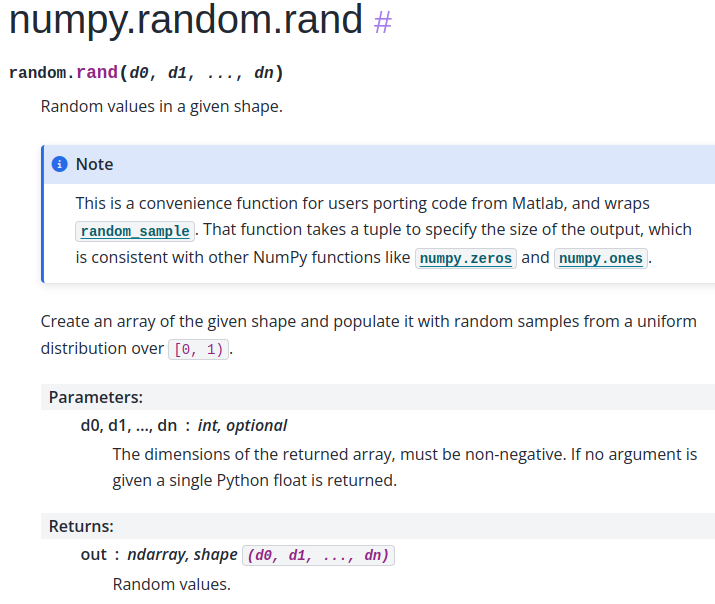 numpy.random.rand #
random.rand(d0, d1, ..., dn)
Random values in a given shape.
Note
This is a convenience function for users porting code from Matlab, and wraps
random_sample. That function takes a tuple to specify the size of the output, which
is consistent with other NumPy functions like numpy.zeros and numpy.ones.
Create an array of the given shape and populate it with random samples from a uniform
distribution over [0, 1).
Parameters:
d0, d1, …, dn : int, optional
The dimensions of the returned array, must be non-negative. If no argument is
given a single Python float is returned.
Returns:
out : ndarray, shape (d0, d1, ..., dn)
Random values.